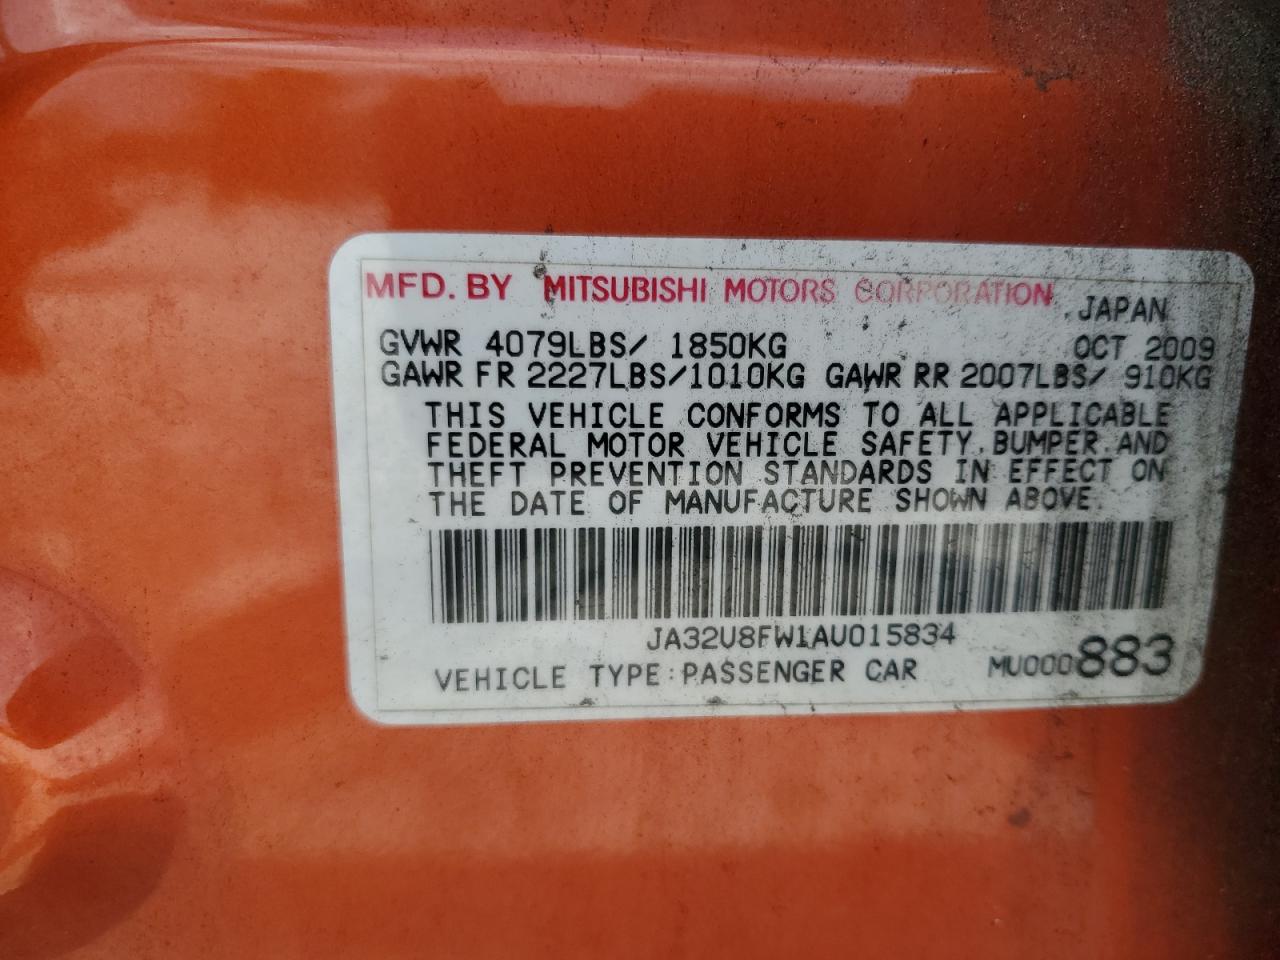 MFD. BY MITSUBISHI MOTORS CORPORATION
JAPAN
GVWR 4079LBS/ 1850KG OCT 2009
GAWR FR 2227LBS/1010KG GAWR RR 2007LBS/ 910KG
THIS VEHICLE CONFORMS TO ALL APPLICABLE
FEDERAL MOTOR VEHICLE SAFETY, BUMPER, AND
THEFT PREVENTION STANDARDS IN EFFECT ON
THE DATE OF MANUFACTURE SHOWN ABOVE.
JA32U8FW1AU015834
VEHICLE TYPE:PASSENGER CAR MU000883